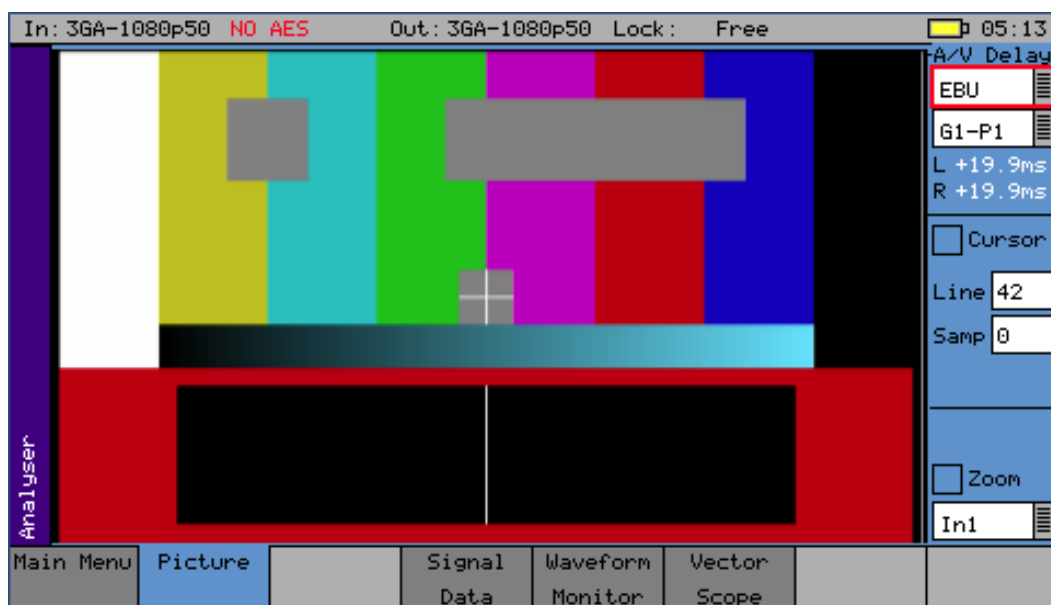 In: 3GA-1080p50 NO AES Out: 3GA-1080p50 Lock: Free 05:13
A/V Delay
EBU
G1-P1
L +19.9ms
R +19.9ms
Cursor
Line 42
Samp 0
Zoom
In1
Analyser
Main Menu Picture Signal Data Waveform Monitor Vector Scope